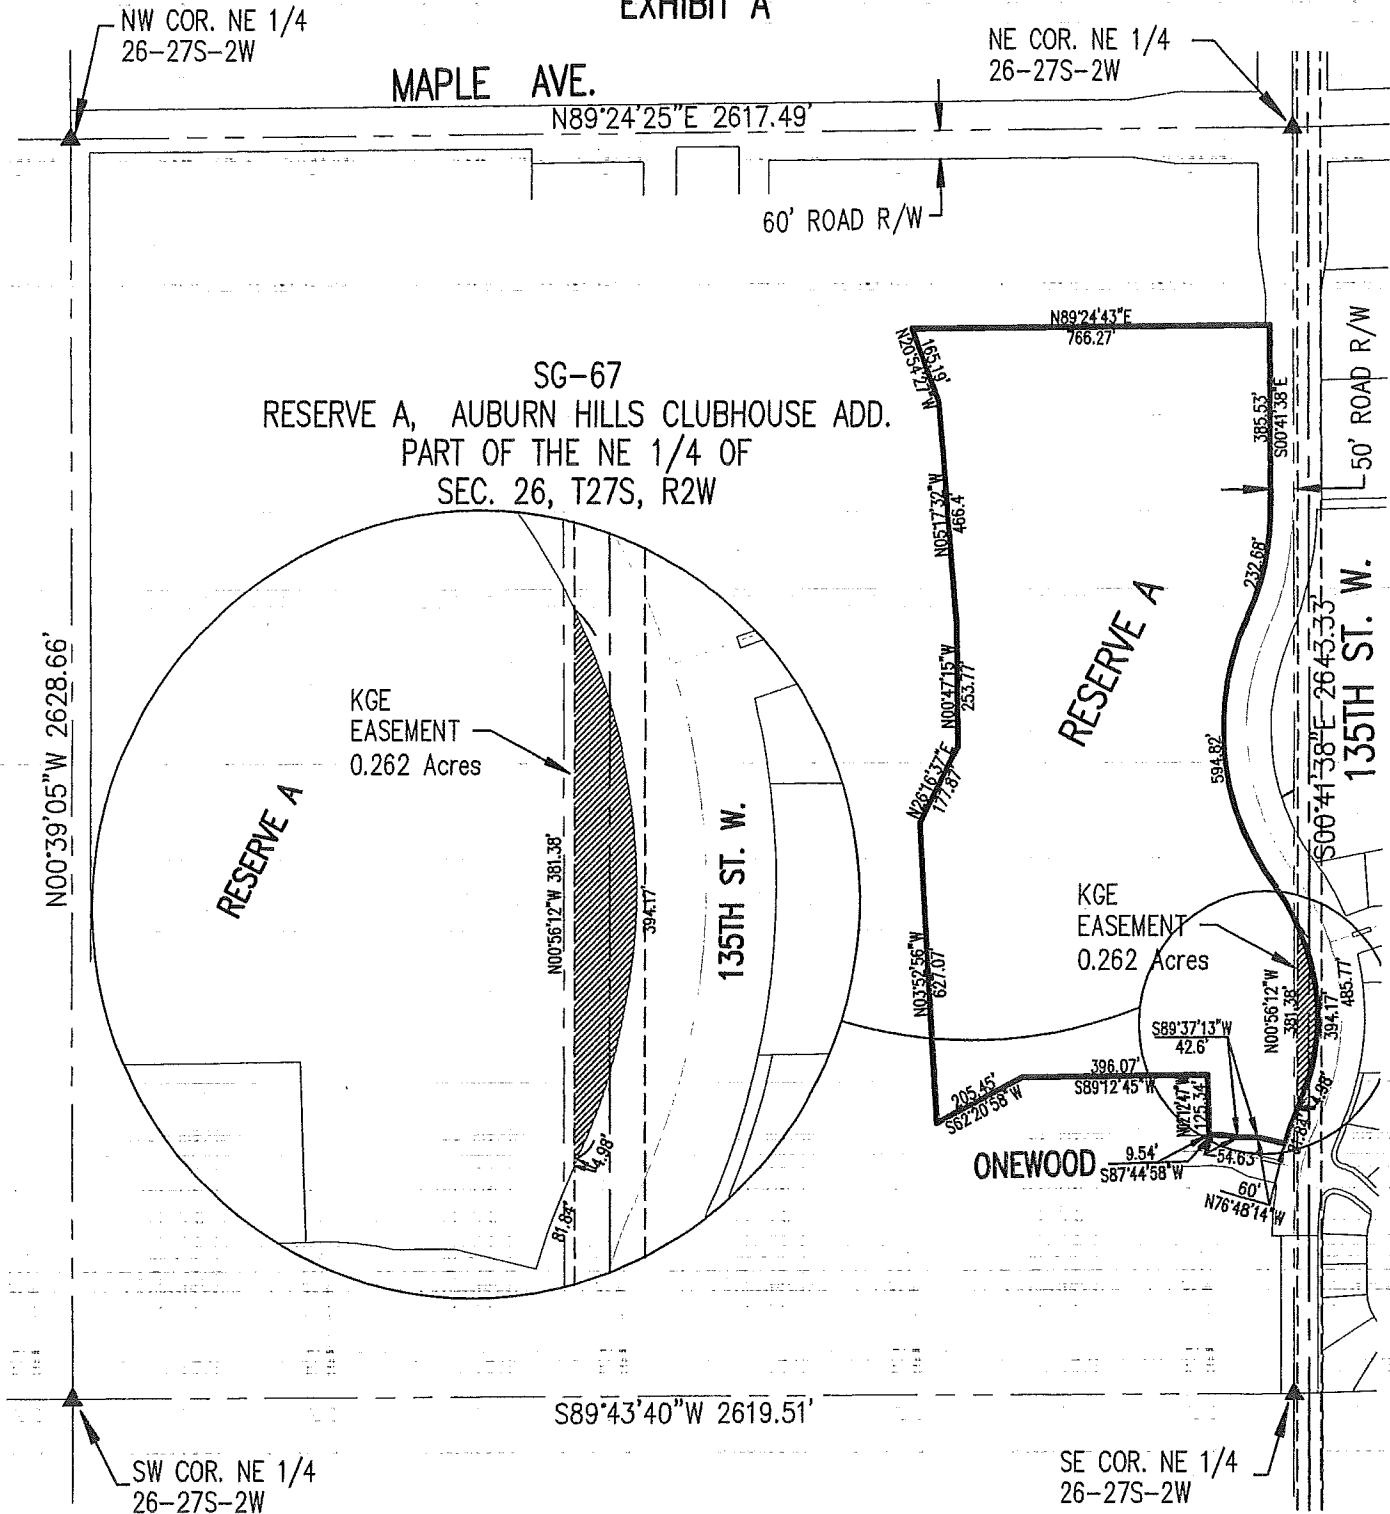 EXHIBIT A
NW COR. NE 1/4
26-27S-2W
NE COR. NE 1/4
26-27S-2W
MAPLE AVE.
N89°24'25"E 2617.49'
60' ROAD R/W
N89°24'43"E
766.27'
N20°54'27"W
165.19'
385.53'
S00°41'38"E
50' ROAD R/W
SG-67
RESERVE A, AUBURN HILLS CLUBHOUSE ADD.
PART OF THE NE 1/4 OF
SEC. 26, T27S, R2W
N05°17'32"W
466.4
232.68'
RESERVE A
135TH ST. W.
S00°41'38"E 2643.33'
N00°39'05"W 2628.66'
N00°47'15"W
253.77'
594.82'
N26°16'37"E
177.87'
KGE
EASEMENT
0.262 Acres
RESERVE A
N00°56'12"W 381.38'
394.17'
135TH ST. W.
4.98'
81.84'
KGE
EASEMENT
0.262 Acres
N03°52'56"W
627.07'
N00°56'12"W
381.38'
394.17'
485.77'
S89°37'13"W
42.6'
396.07'
S89°12'45"W
205.45'
S62°20'58"W
N02°12'47"W
125.34'
4.98'
81.84'
ONEWOOD
9.54'
S87°44'58"W
54.63'
60'
N76°48'14"W
S89°43'40"W 2619.51'
SW COR. NE 1/4
26-27S-2W
SE COR. NE 1/4
26-27S-2W